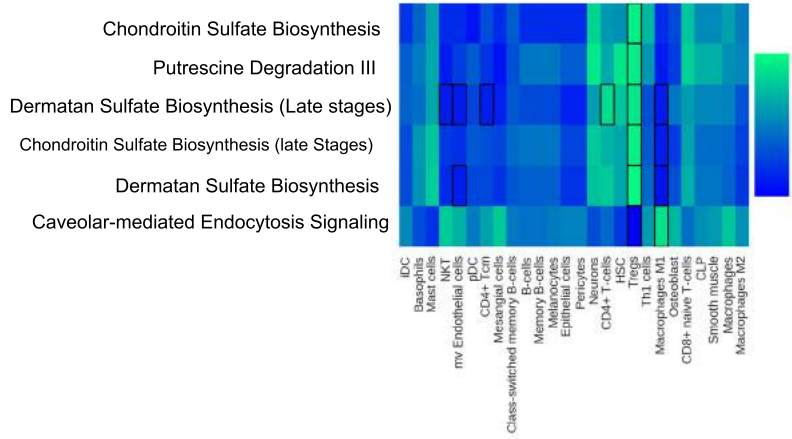 Chondroitin Sulfate Biosynthesis
Putrescine Degradation III
Dermatan Sulfate Biosynthesis (Late stages)
Chondroitin Sulfate Biosynthesis (late Stages)
Dermatan Sulfate Biosynthesis
Caveolar-mediated Endocytosis Signaling
iDC
Basophils
Mast cells
NKT
mv Endothelial cells
pDC
CD4+ Tcm
Mesangial cells
Class-switched memory B-cells
B-cells
Memory B-cells
Melanocytes
Epithelial cells
Pericytes
Neurons
CD4+ T-cells
HSC
Tregs
Th1 cells
Macrophages M1
Osteoblast
CD8+ naive T-cells
CLP
Smooth muscle
Macrophages
Macrophages M2